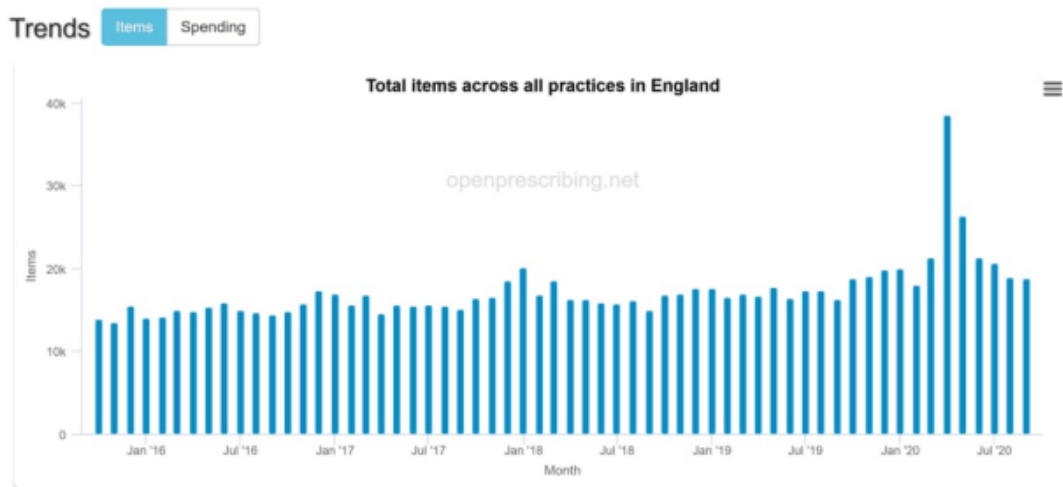 Trends Items Spending
Total items across all practices in England
openprescribing.net
40k
30k
20k
10k
0
Items
Jan '16 Jul '16 Jan '17 Jul '17 Jan '18 Jul '18 Jan '19 Jul '19 Jan '20 Jul '20
Month